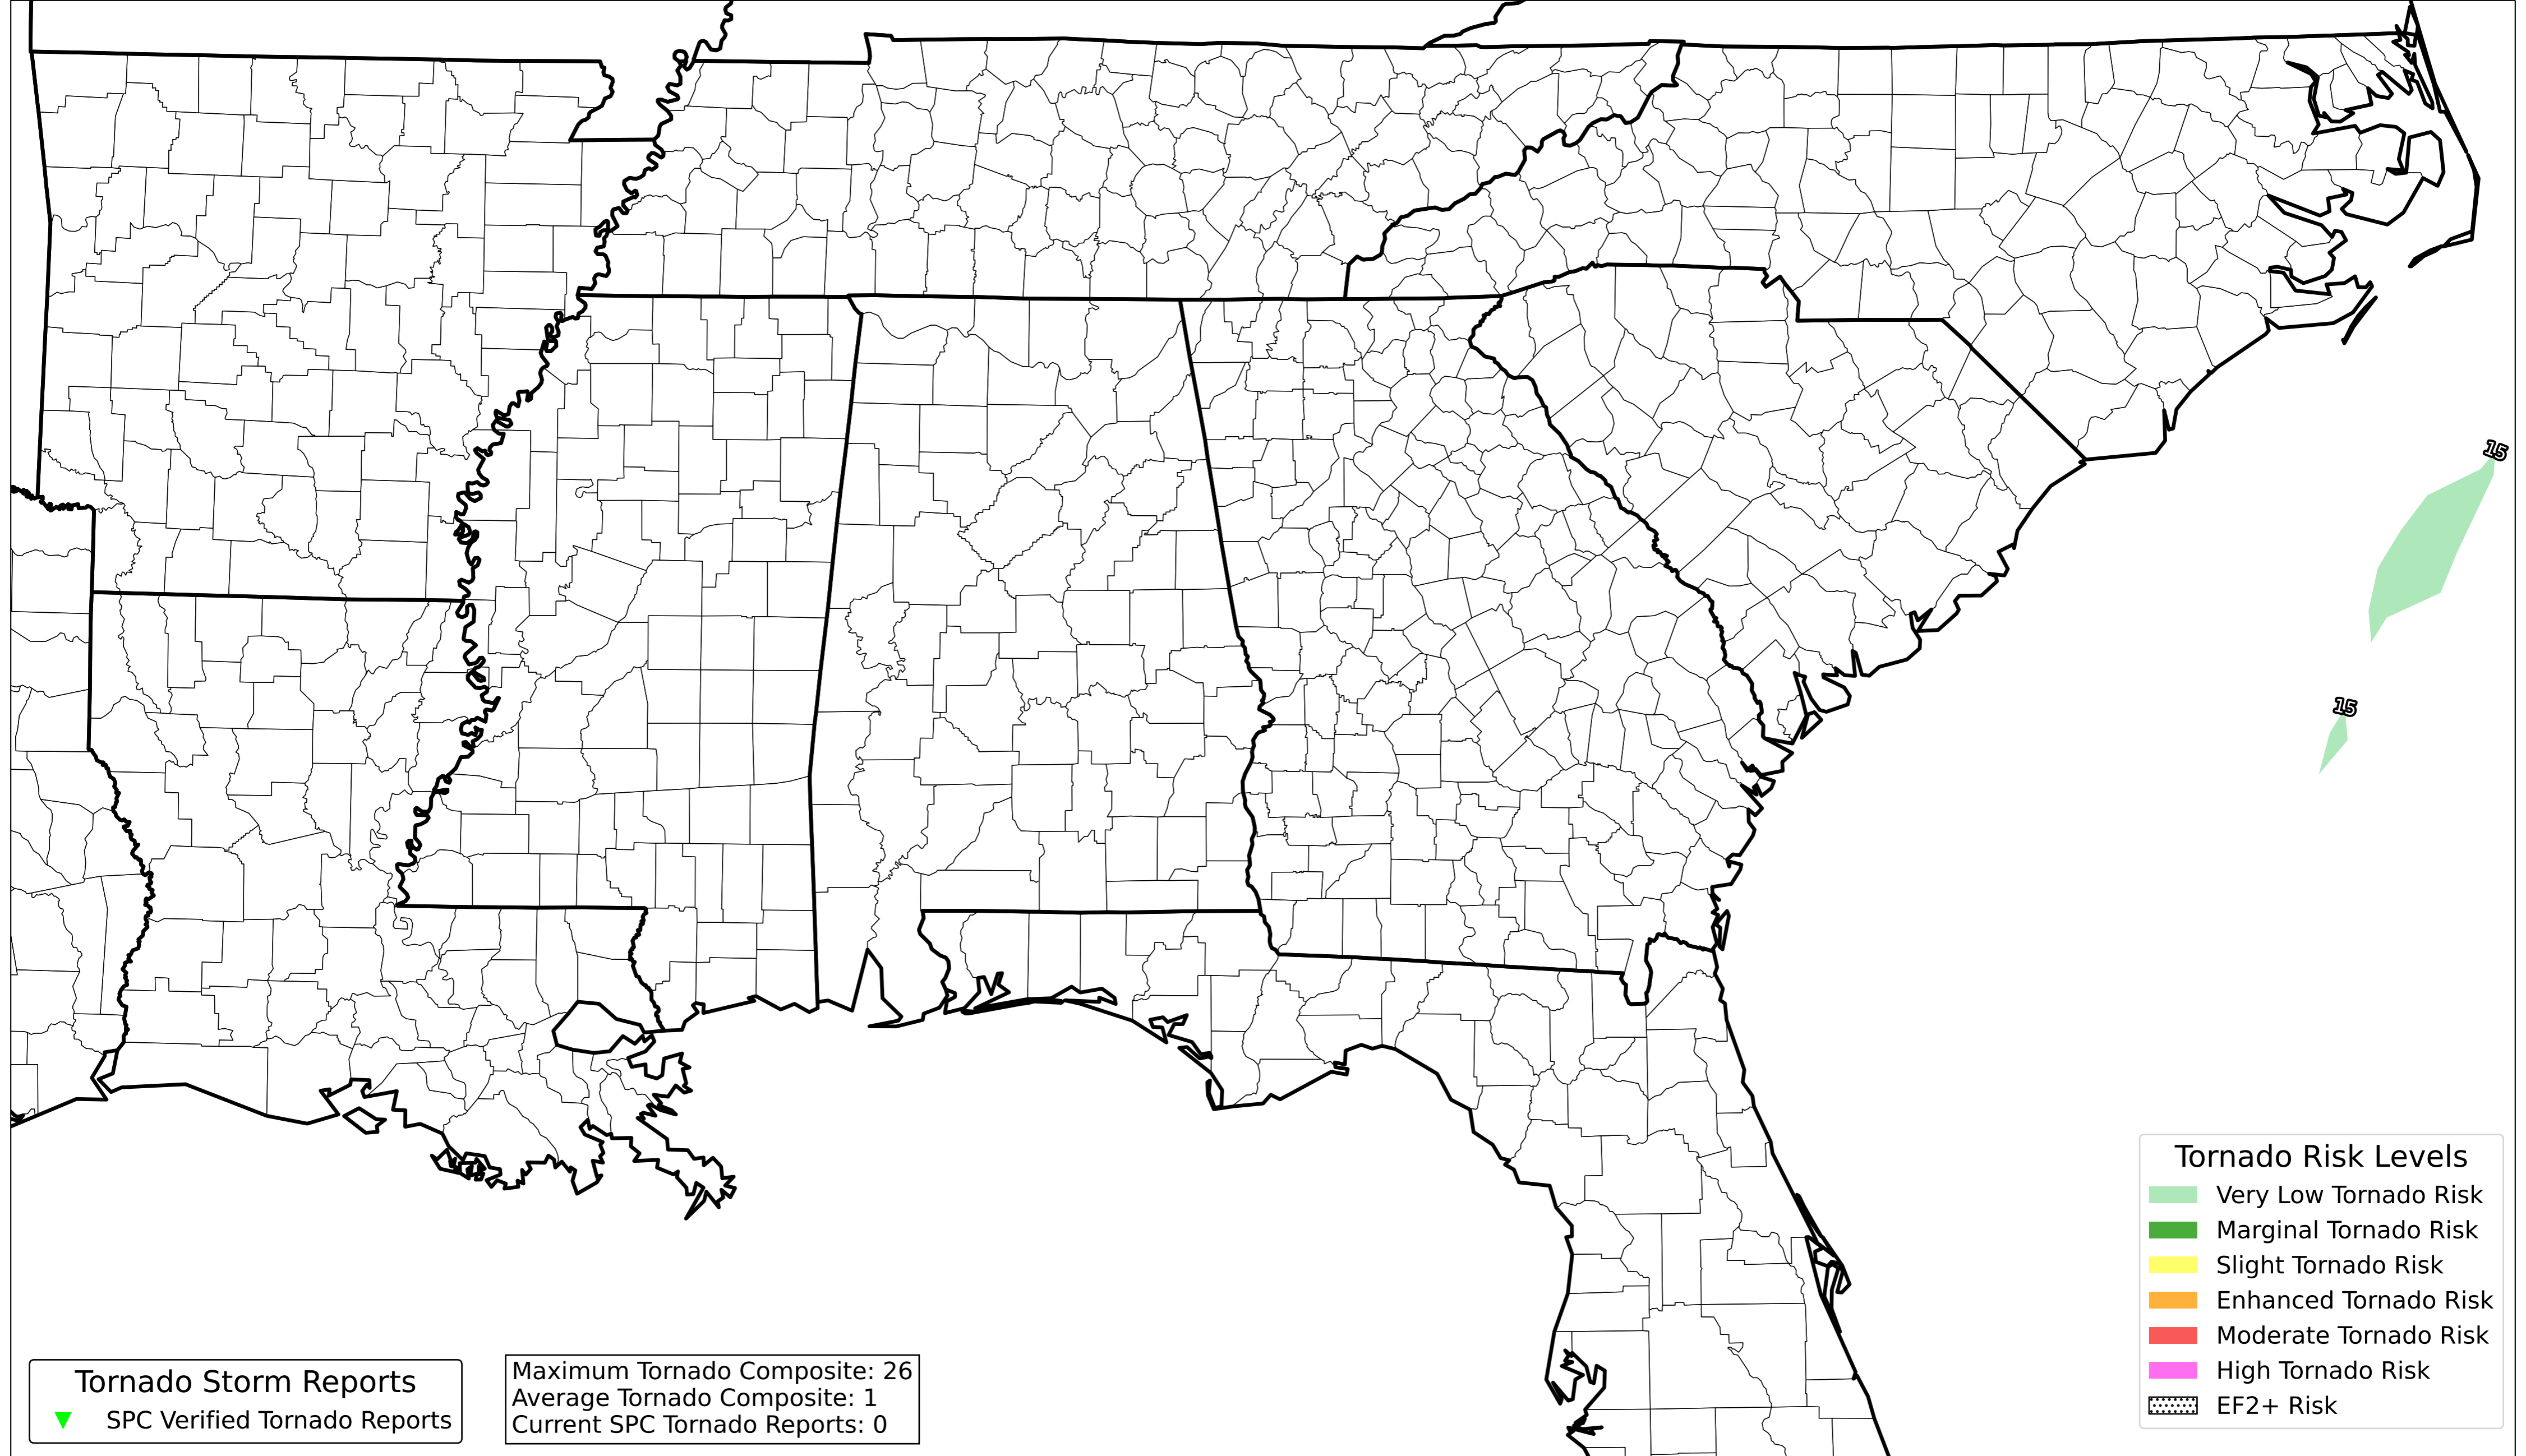 15
15
Tornado Risk Levels
Very Low Tornado Risk
Marginal Tornado Risk
Slight Tornado Risk
Enhanced Tornado Risk
Moderate Tornado Risk
High Tornado Risk
EF2+ Risk
Tornado Storm Reports
SPC Verified Tornado Reports
Maximum Tornado Composite: 26
Average Tornado Composite: 1
Current SPC Tornado Reports: 0